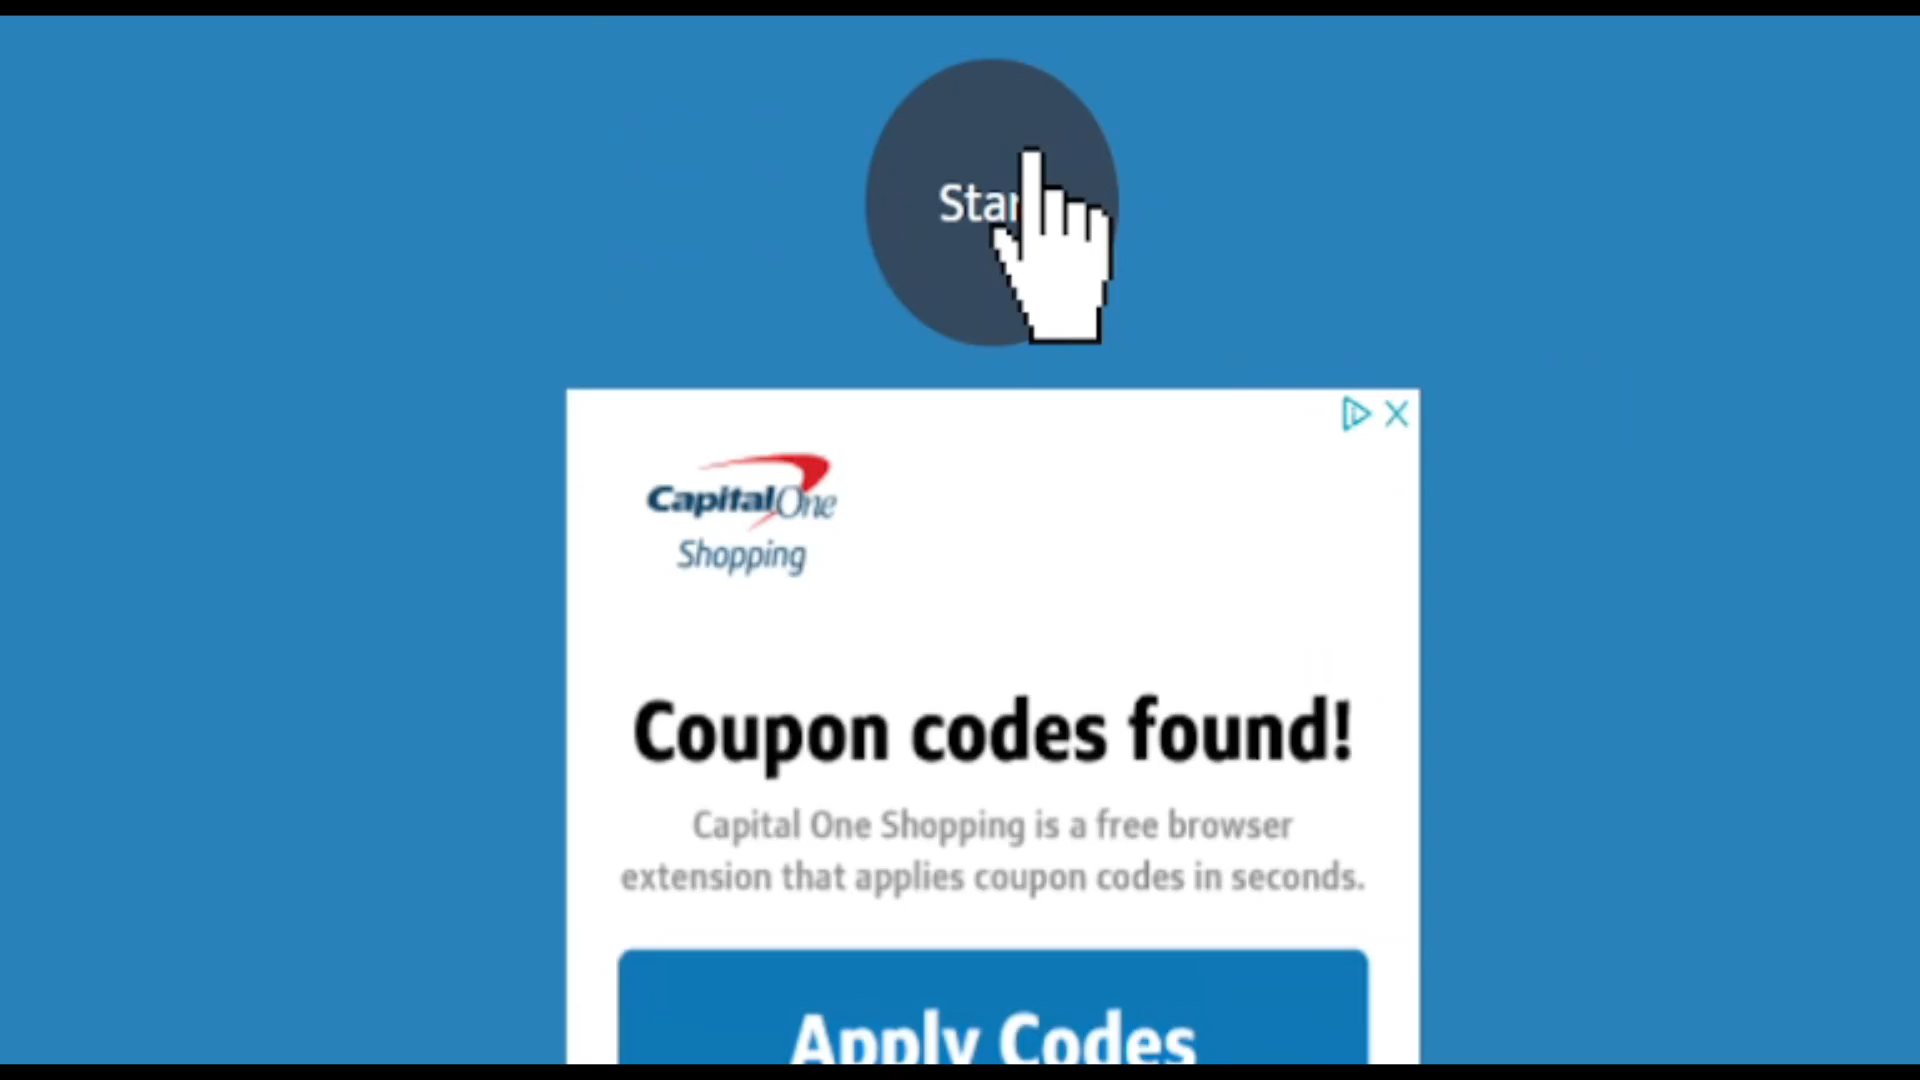 Star
CapitalOne
Shopping
Coupon codes found!
Capital One Shopping is a free browser
extension that applies coupon codes in seconds.
Apply Codes